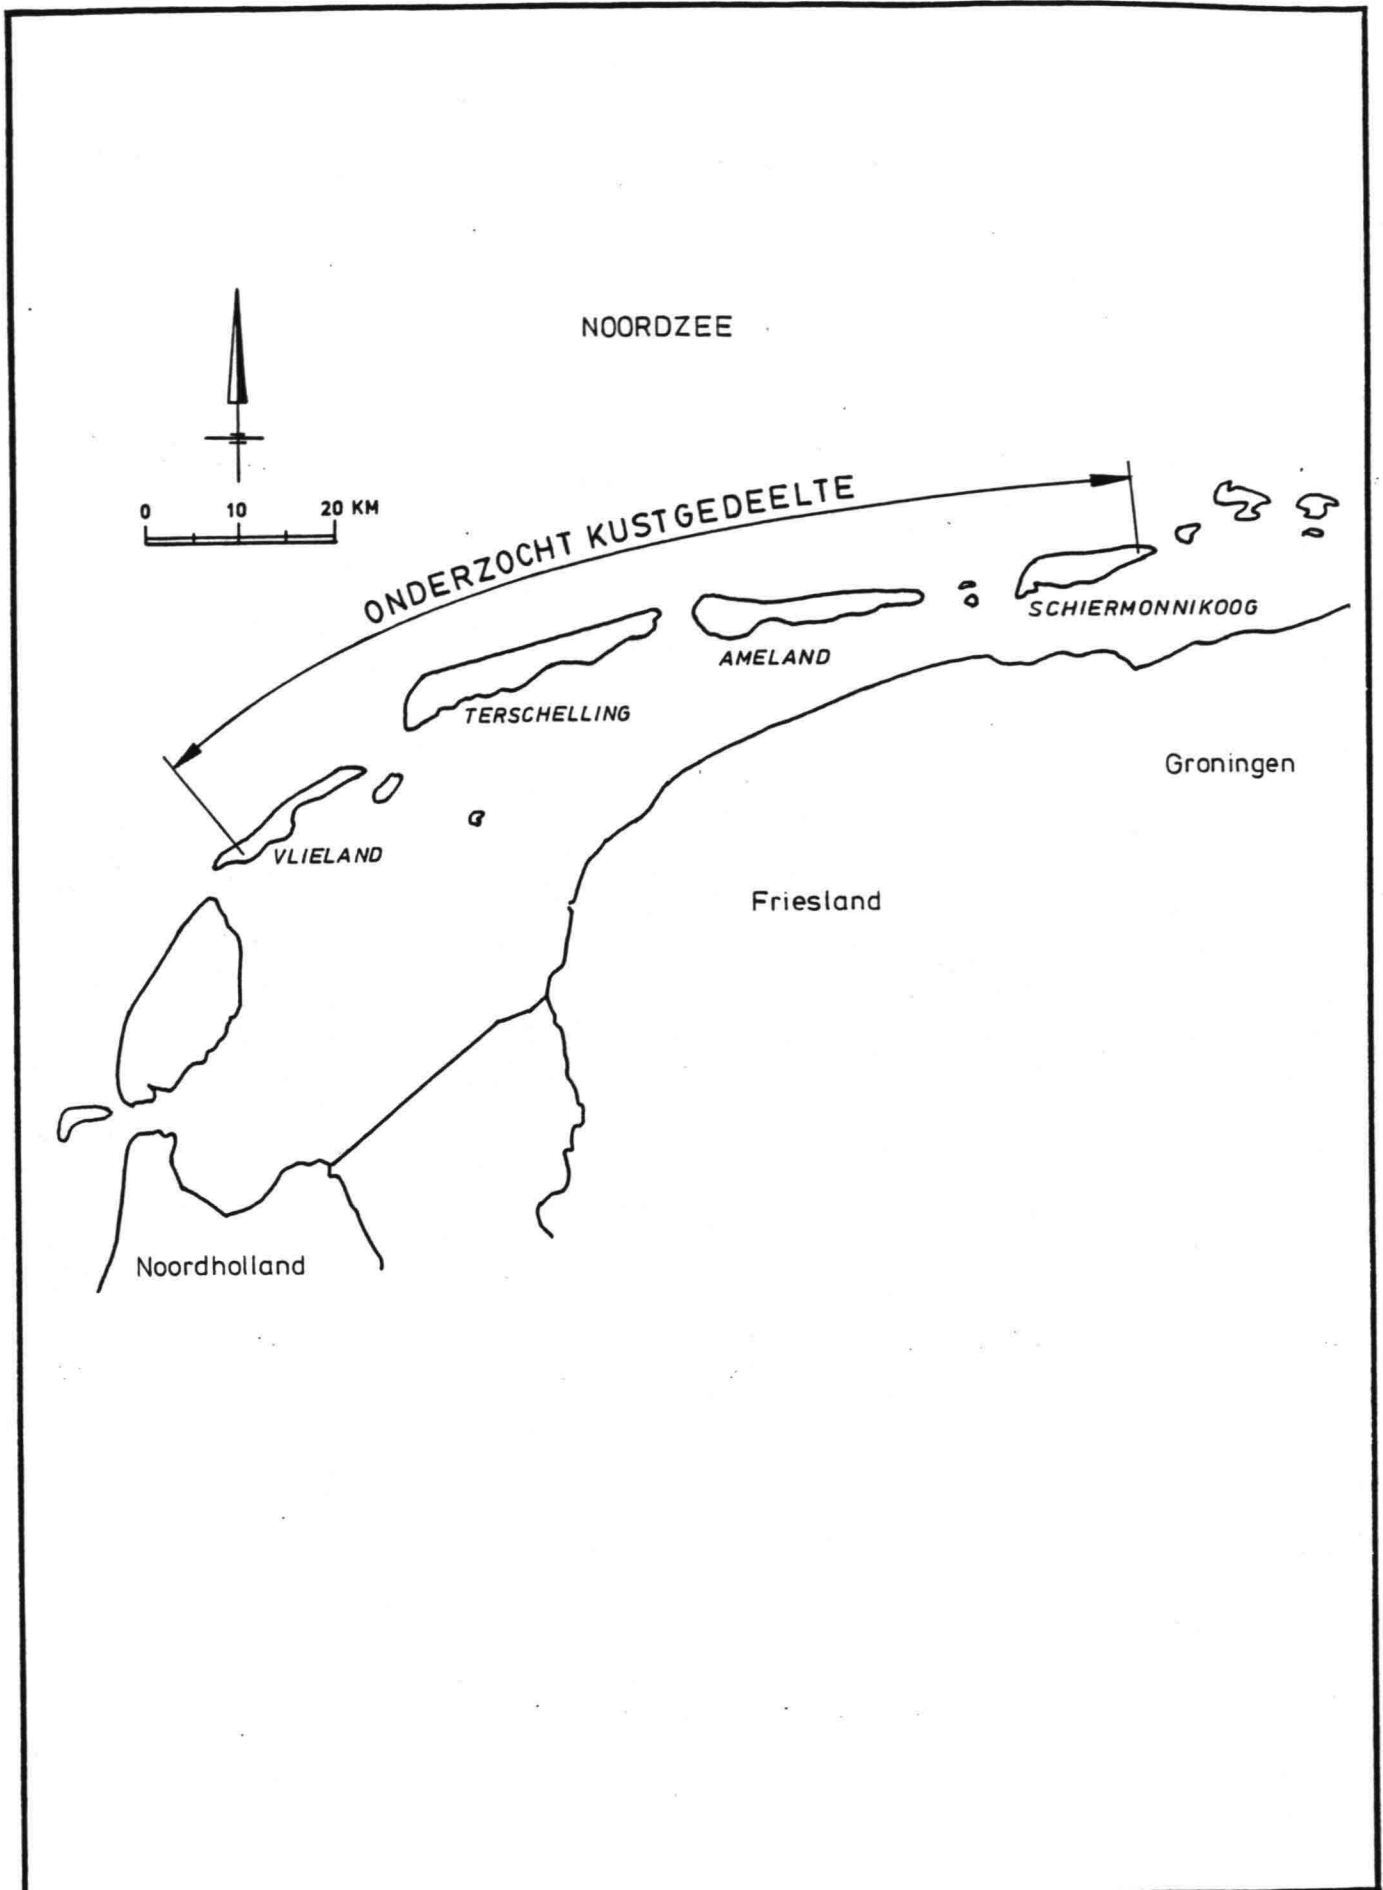 NOORDZEE
0 10 20 KM
ONDERZOCHT KUSTGEDEELTE
SCHIERMONNIKOOG
AMELAND
TERSCHELLING
Groningen
VLIELAND
Friesland
Noordholland